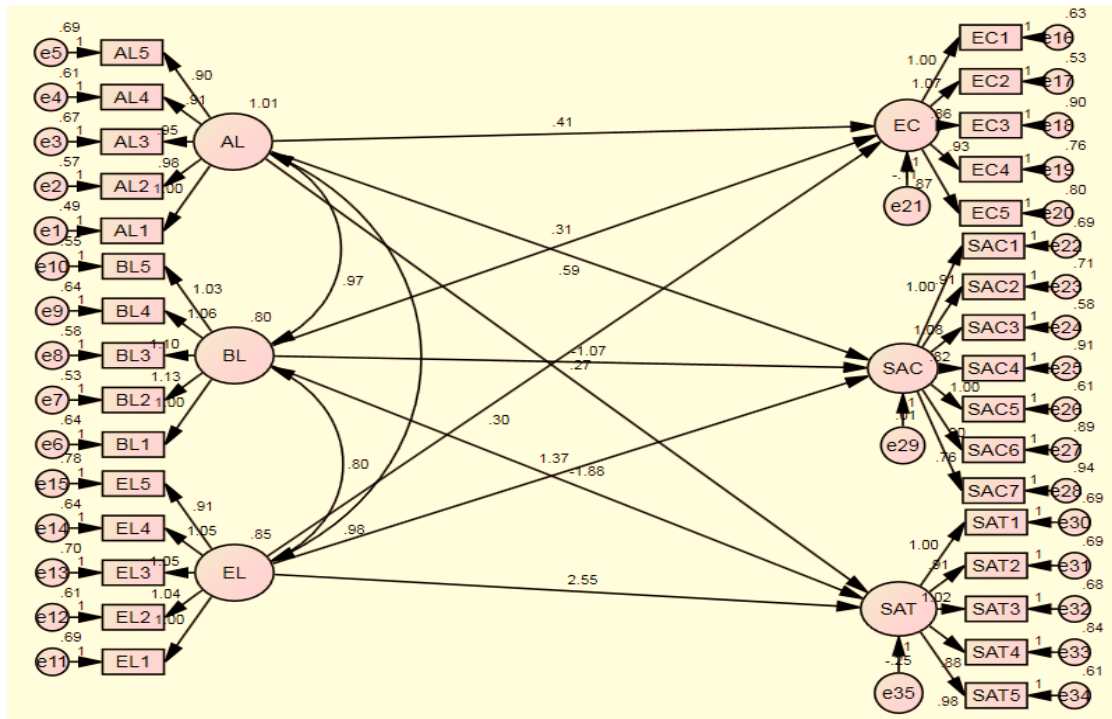 .69
e5 1 AL5
.90
.61
e4 1 AL4
.91
.67
e3 1 AL3
.95
.57
e2 1 AL2
.98
.49
e1 1 AL1
1.00
1.01
AL
.55
e10 1 BL5
1.03
.64
e9 1 BL4
1.06
.58
e8 1 BL3
1.10
.53
e7 1 BL2
1.13
.64
e6 1 BL1
1.00
.80
BL
.78
e15 1 EL5
.91
.64
e14 1 EL4
1.05
.70
e13 1 EL3
1.05
.61
e12 1 EL2
1.04
.69
e11 1 EL1
1.00
.85
EL
.41
.31
.59
.97
-1.07
.27
.30
1.37
-1.88
.80
.98
2.55
EC
.63
1.00
EC1 1 e16
.53
1.07
EC2 1 e17
.90
.86
EC3 1 e18
.76
.93
EC4 1 e19
.80
.87
EC5 1 e20
1
e21
SAC
.69
1.00
SAC1 1 e22
.71
.91
SAC2 1 e23
.58
1.08
SAC3 1 e24
.91
.82
SAC4 1 e25
.61
1.00
SAC5 1 e26
.89
SAC6 1 e27
.94
.76
SAC7 1 e28
1
.01
e29
SAT
.69
1.00
SAT1 1 e30
.69
.91
SAT2 1 e31
.68
1.02
SAT3 1 e32
.84
.88
SAT4 1 e33
.61
.98
SAT5 1 e34
1
-.25
e35